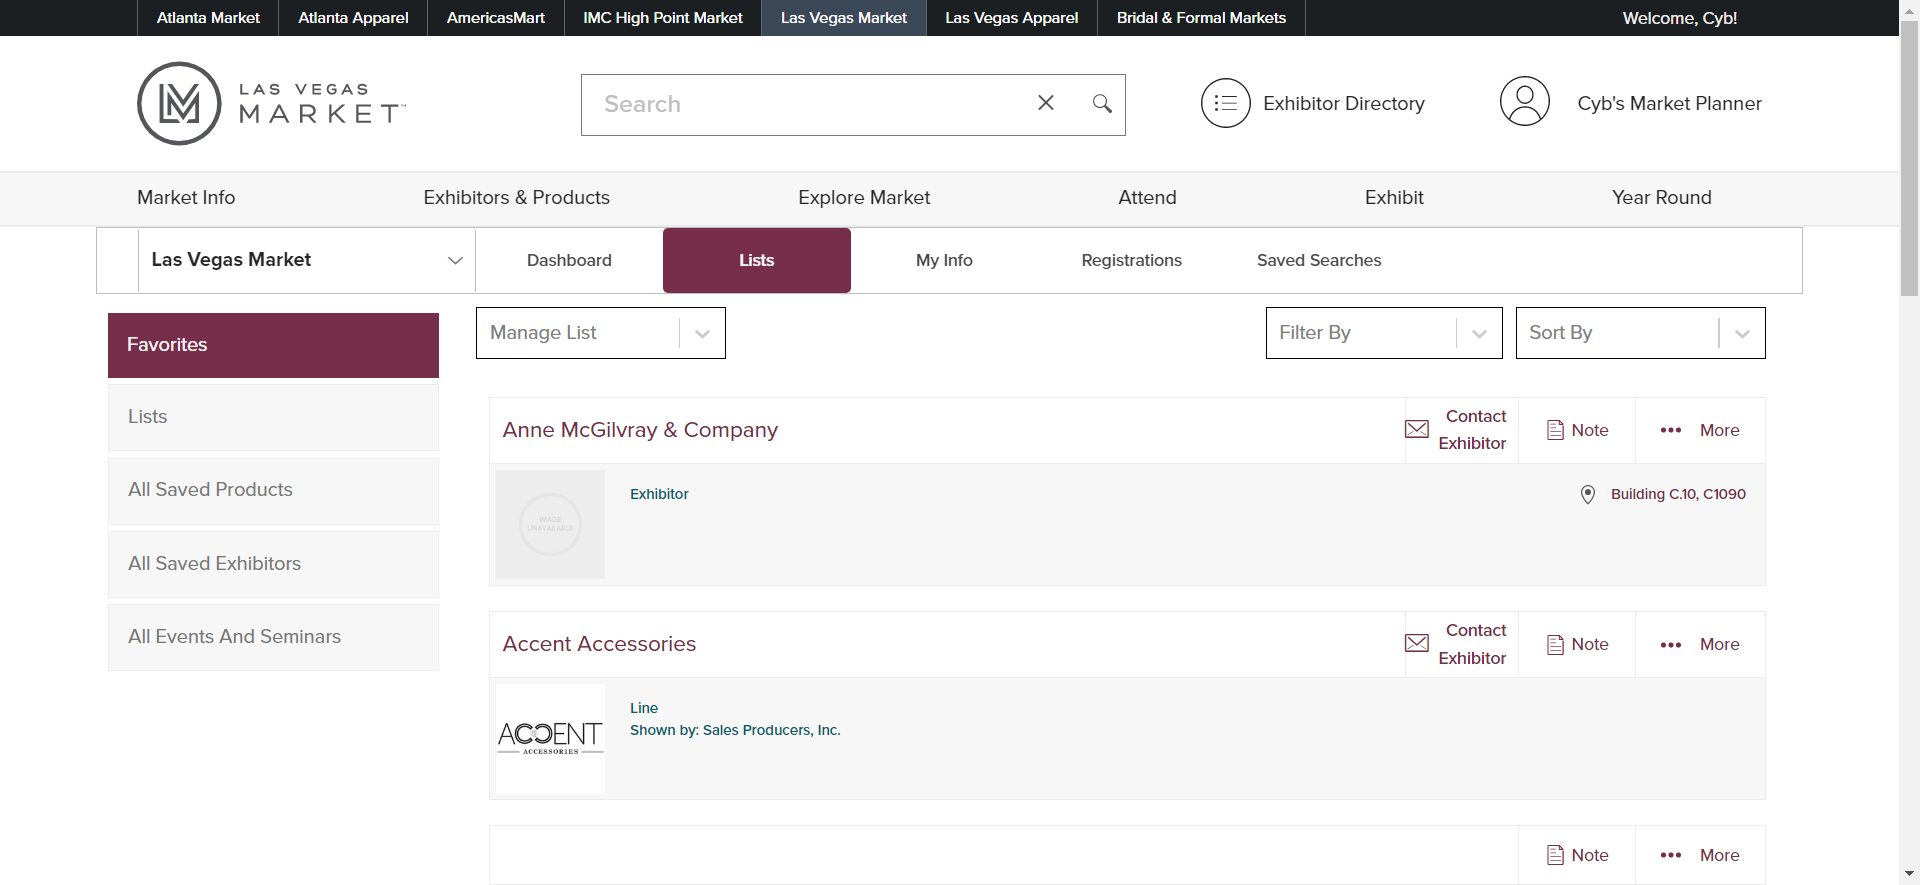 Atlanta Market
Atlanta Apparel
AmericasMart
IMC High Point Market
Las Vegas Market
Las Vegas Apparel
Bridal & Formal Markets
Welcome, Cyb!
LAS VEGAS
MARKET™
Search
Exhibitor Directory
Cyb's Market Planner
Market Info
Exhibitors & Products
Explore Market
Attend
Exhibit
Year Round
Las Vegas Market
Dashboard
Lists
My Info
Registrations
Saved Searches
Favorites
Lists
All Saved Products
All Saved Exhibitors
All Events And Seminars
Manage List
Filter By
Sort By
Anne McGilvray & Company
Contact
Exhibitor
Note
More
IMAGE
UNAVAILABLE
Exhibitor
Building C.10, C1090
Accent Accessories
Contact
Exhibitor
Note
More
ACCENT
ACCESSORIES
Line
Shown by: Sales Producers, Inc.
Note
More